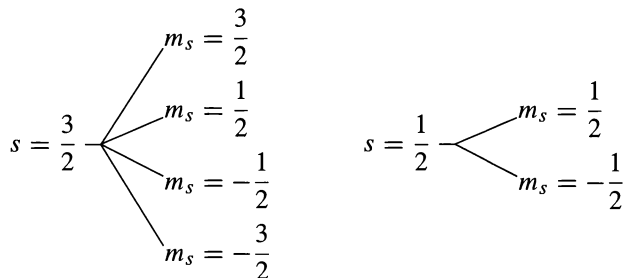 m_s = 3/2
m_s = 1/2
s = 3/2
m_s = -1/2
m_s = -3/2
m_s = 1/2
s = 1/2
m_s = -1/2